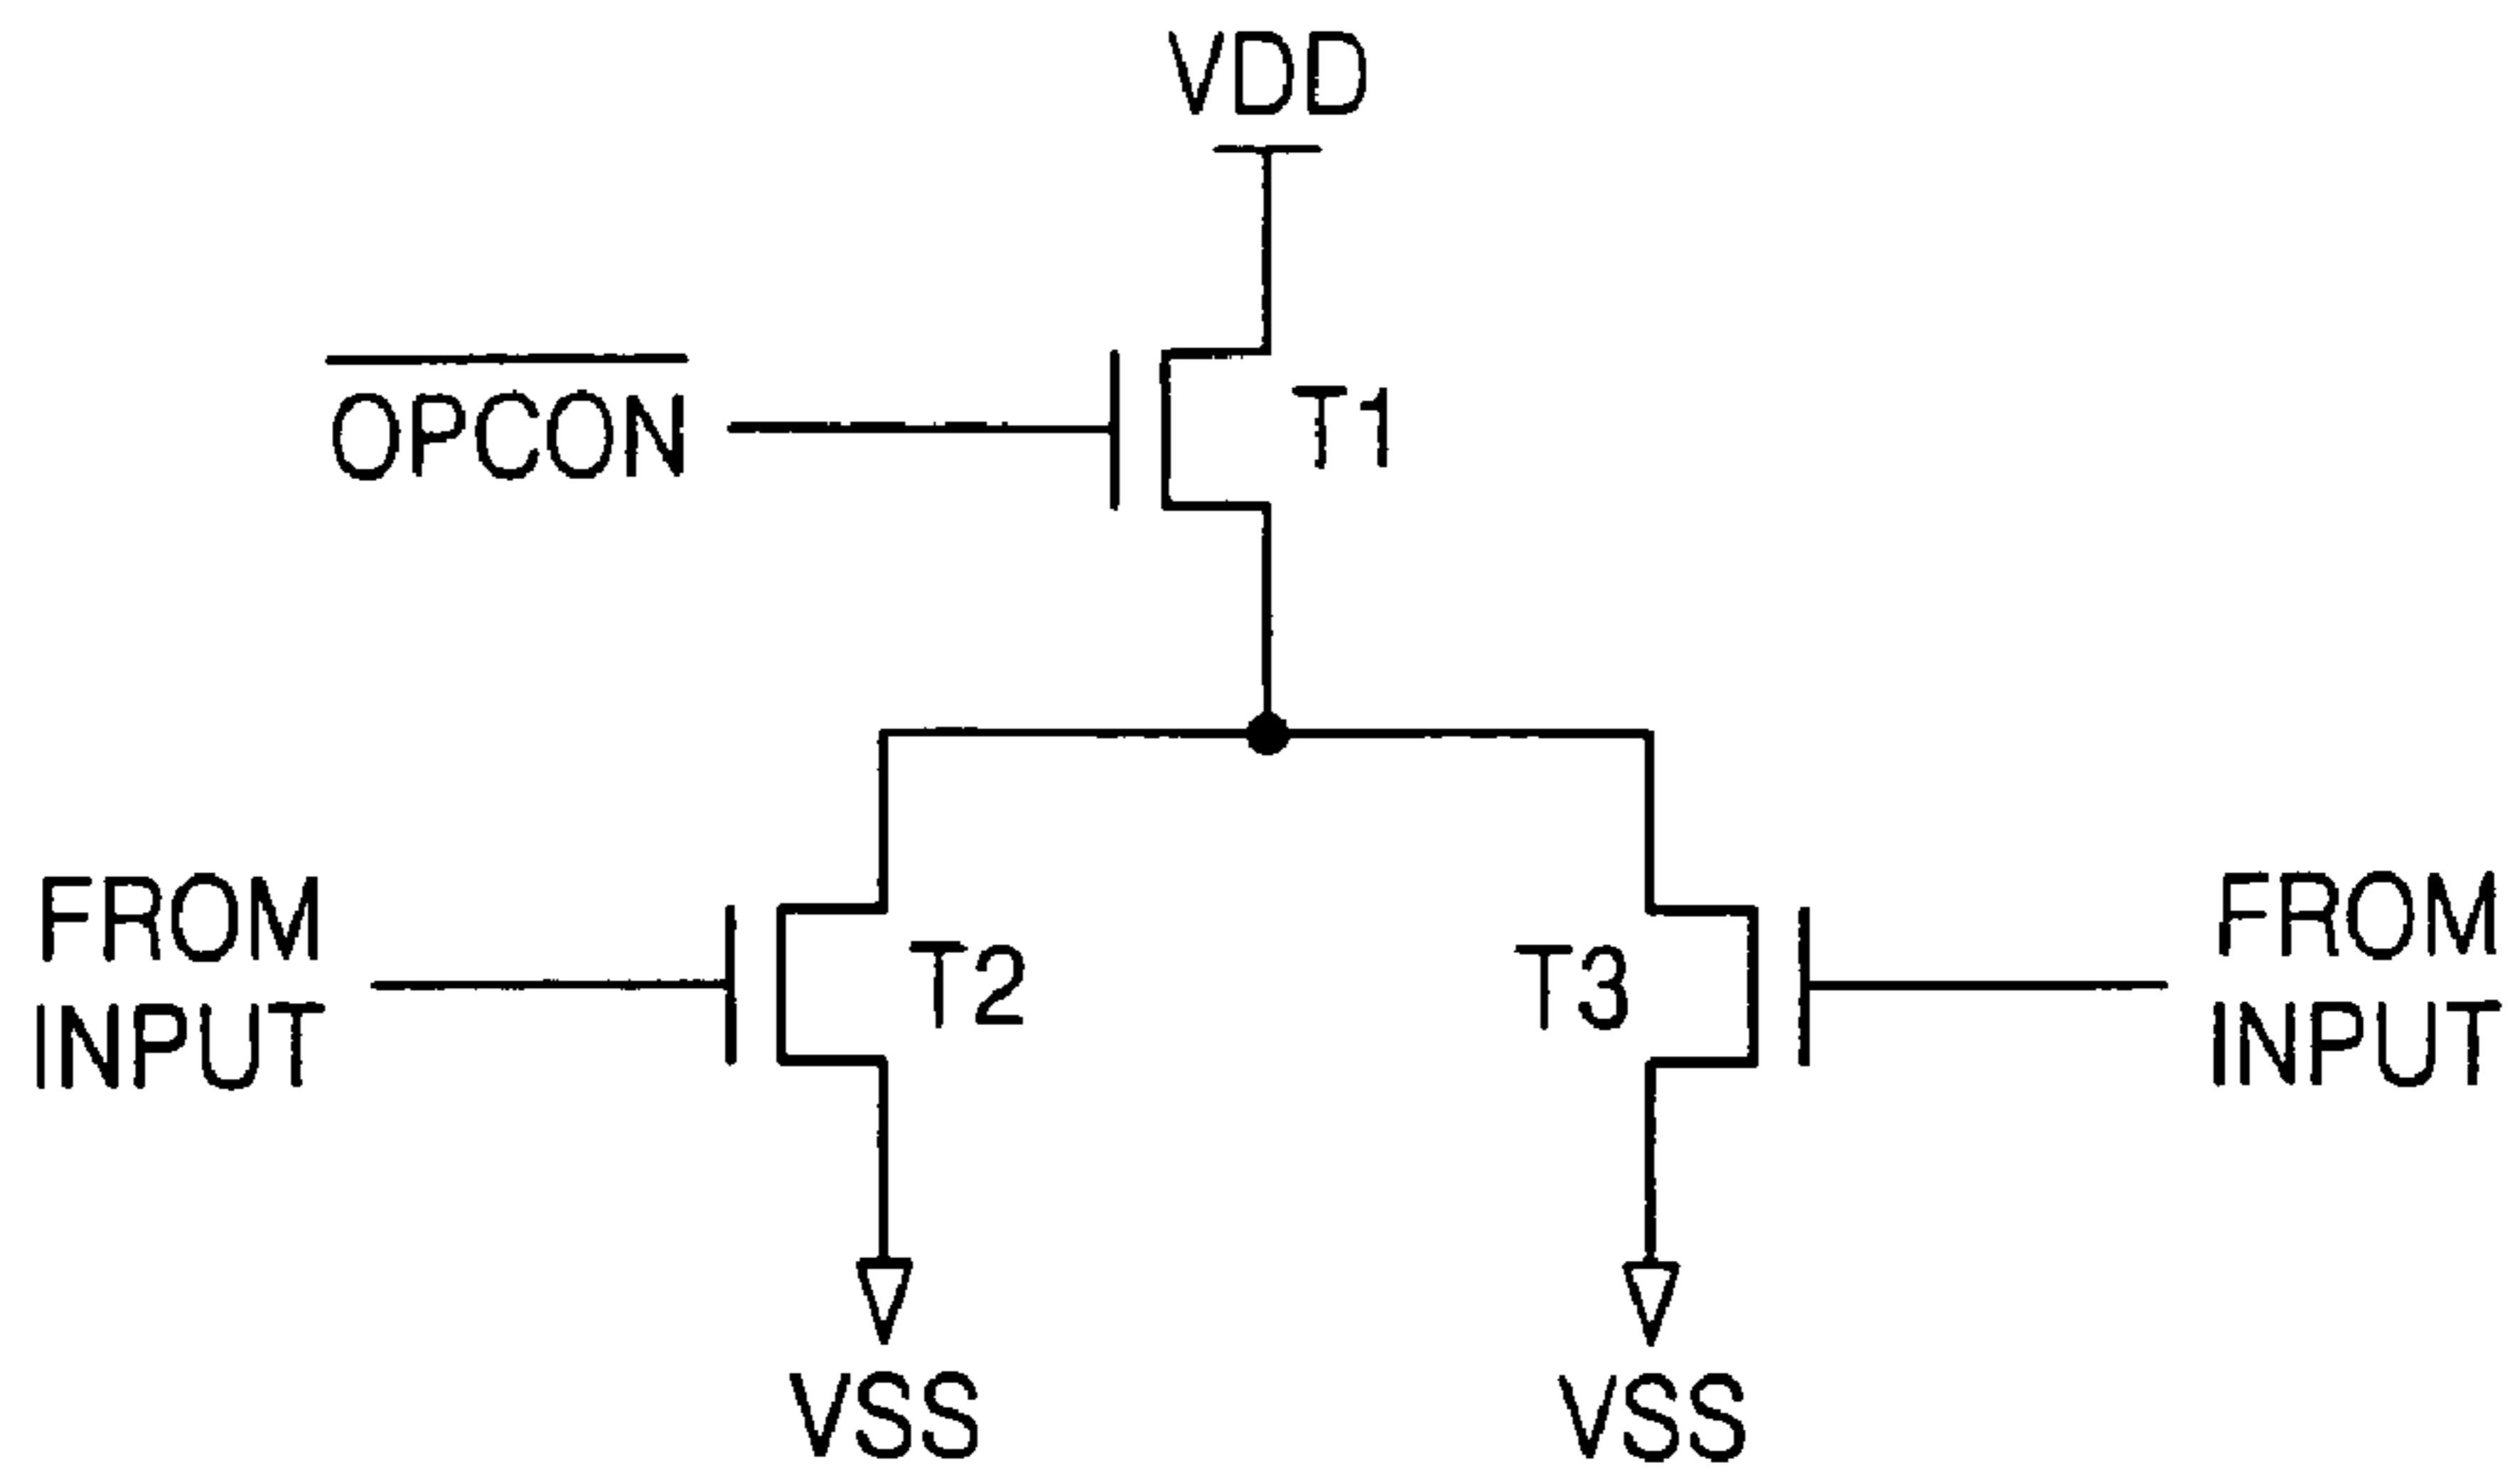 VDD
OPCON
T1
FROM
INPUT
T2
T3
FROM
INPUT
VSS
VSS